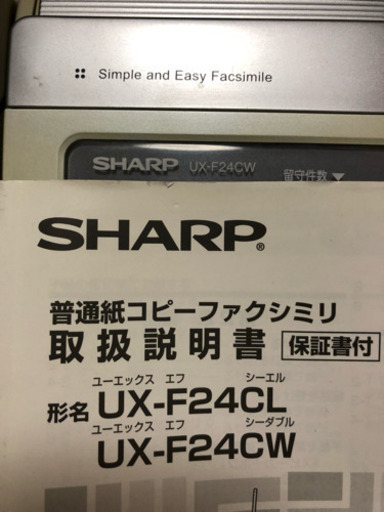 Simple and Easy Facsimile
SHARP UX-F24CW
留守件数
SHARP®
普通紙コピーファクシミリ
取扱説明書 保証書付
ユーエックス エフ シーエル
形名 UX-F24CL
ユーエックス エフ シーダブル
UX-F24CW